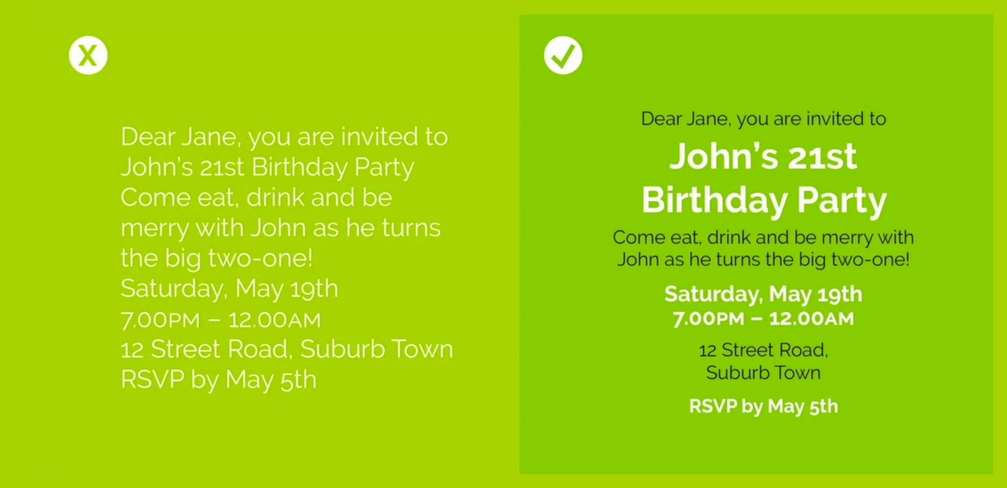 X
Dear Jane, you are invited to
John's 21st Birthday Party
Come eat, drink and be
merry with John as he turns
the big two-one!
Saturday, May 19th
7.00PM – 12.00AM
12 Street Road, Suburb Town
RSVP by May 5th
Dear Jane, you are invited to
John's 21st
Birthday Party
Come eat, drink and be merry with
John as he turns the big two-one!
Saturday, May 19th
7.00PM – 12.00AM
12 Street Road,
Suburb Town
RSVP by May 5th